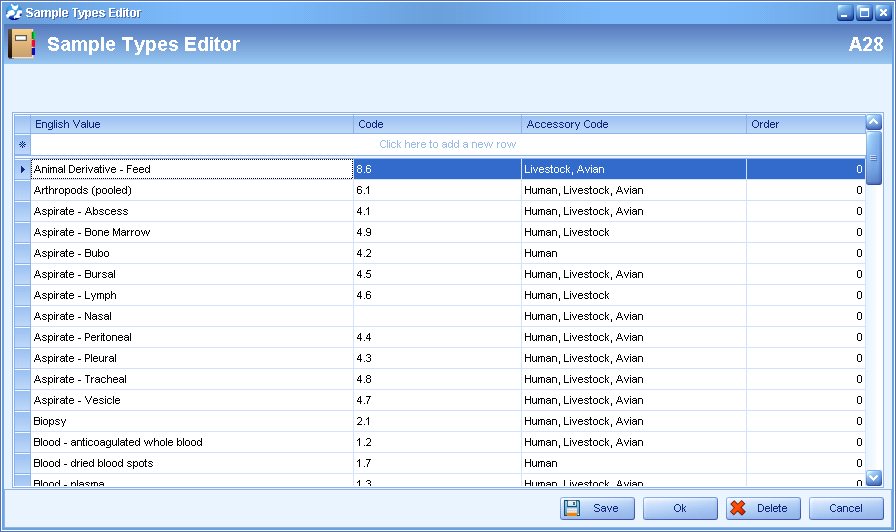 Sample Types Editor
Sample Types Editor A28
English Value Code Accessory Code Order
Click here to add a new row
Animal Derivative - Feed 8.6 Livestock, Avian 0
Arthropods (pooled) 6.1 Human, Livestock, Avian 0
Aspirate - Abscess 4.1 Human, Livestock, Avian 0
Aspirate - Bone Marrow 4.9 Human, Livestock 0
Aspirate - Bubo 4.2 Human 0
Aspirate - Bursal 4.5 Human, Livestock, Avian 0
Aspirate - Lymph 4.6 Human, Livestock 0
Aspirate - Nasal Human, Livestock, Avian 0
Aspirate - Peritoneal 4.4 Human, Livestock, Avian 0
Aspirate - Pleural 4.3 Human, Livestock, Avian 0
Aspirate - Tracheal 4.8 Human, Livestock, Avian 0
Aspirate - Vesicle 4.7 Human, Livestock, Avian 0
Biopsy 2.1 Human, Livestock, Avian 0
Blood - anticoagulated whole blood 1.2 Human, Livestock, Avian 0
Blood - dried blood spots 1.7 Human 0
Blood - plasma 1.3 Human, Livestock, Avian 0
Save Ok Delete Cancel